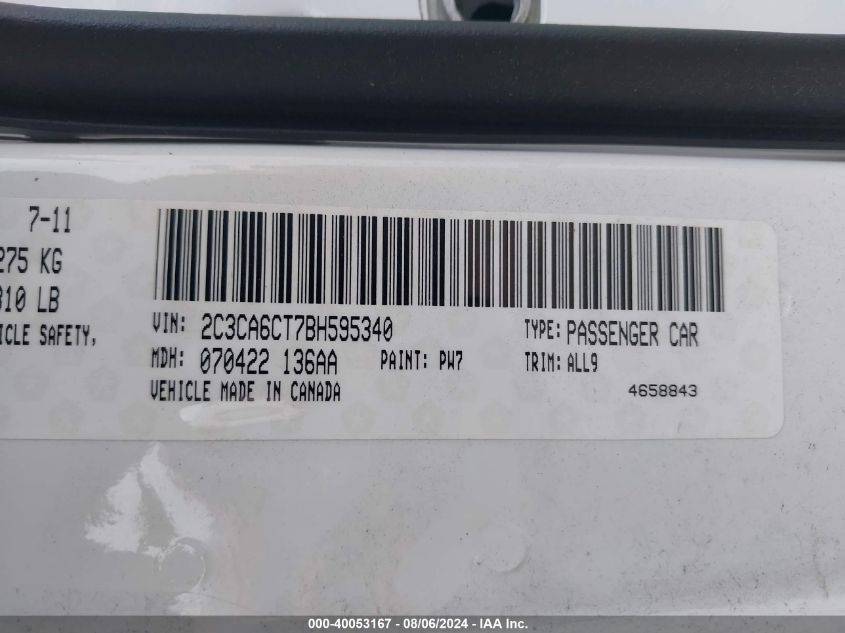 7-11
275 KG
310 LB
ICLE SAFETY,
VIN: 2C3CA6CT7BH595340
TYPE: PASSENGER CAR
MDH: 070422 136AA PAINT: PW7
TRIM: ALL9
VEHICLE MADE IN CANADA
4658843
000-40053167 - 08/06/2024 - IAA Inc.